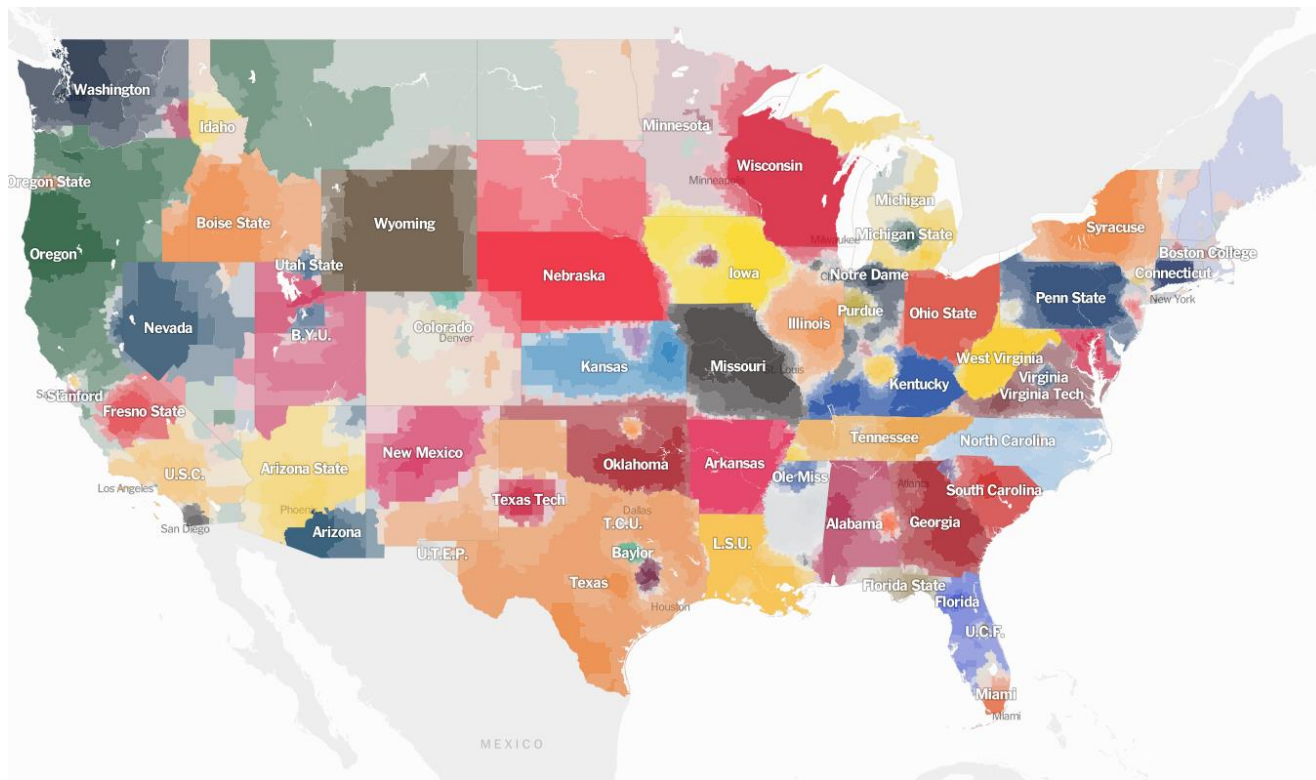 Washington
Idaho
Minnesota
Minneapolis
Wisconsin
Oregon State
Boise State
Wyoming
Michigan
Michigan State
Milwaukee
Syracuse
Boston College
Connecticut
New York
Oregon
Utah State
Nebraska
Iowa
Notre Dame
Penn State
Purdue
Ohio State
Illinois
Nevada
B.Y.U.
Colorado
Denver
Kansas
Missouri
St. Louis
West Virginia
Kentucky
Virginia
Virginia Tech
Stanford
Fresno State
New Mexico
Tennessee
North Carolina
U.S.C.
Arizona State
Oklahoma
Arkansas
Ole Miss
Atlanta
South Carolina
Los Angeles
Phoenix
Texas Tech
Dallas
T.C.U.
Alabama
Georgia
San Diego
Arizona
U.T.E.P.
Baylor
L.S.U.
Texas
Houston
Florida State
Florida
U.C.F.
Miami
Miami
MEXICO